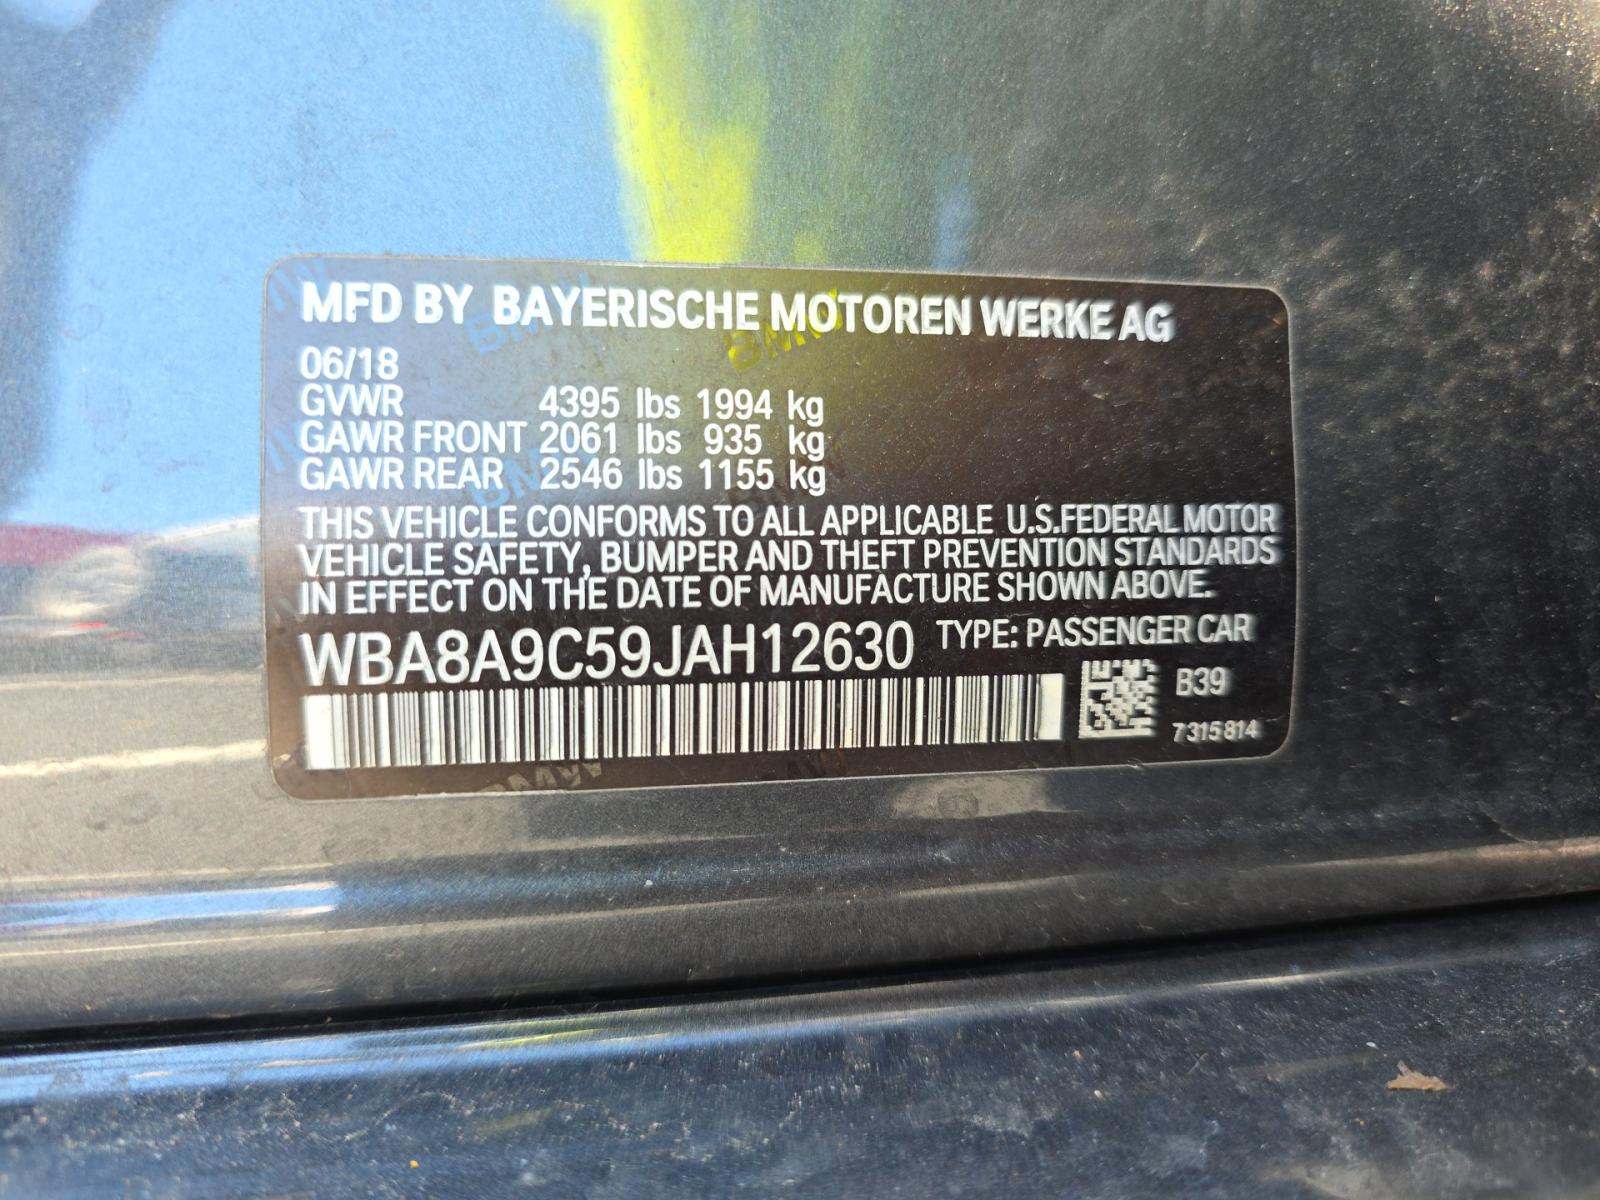 MFD BY BAYERISCHE MOTOREN WERKE AG
06/18
GVWR 4395 lbs 1994 kg
GAWR FRONT 2061 lbs 935 kg
GAWR REAR 2546 lbs 1155 kg
THIS VEHICLE CONFORMS TO ALL APPLICABLE U.S.FEDERAL MOTOR
VEHICLE SAFETY, BUMPER AND THEFT PREVENTION STANDARDS
IN EFFECT ON THE DATE OF MANUFACTURE SHOWN ABOVE.
WBA8A9C59JAH12630 TYPE: PASSENGER CAR
B39
7315814